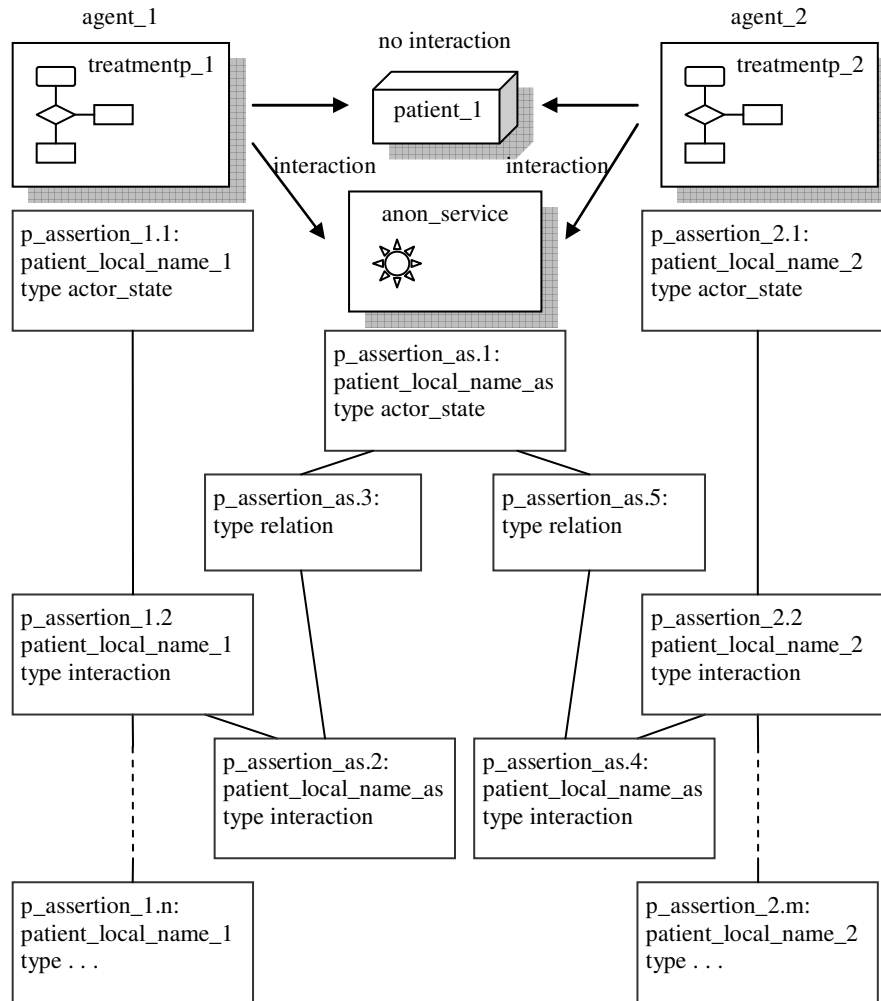 agent_1
agent_2
no interaction
treatmentp_1
patient_1
treatmentp_2
interaction
interaction
anon_service
p_assertion_1.1:
patient_local_name_1
type actor_state
p_assertion_2.1:
patient_local_name_2
type actor_state
p_assertion_as.1:
patient_local_name_as
type actor_state
p_assertion_as.3:
type relation
p_assertion_as.5:
type relation
p_assertion_1.2
patient_local_name_1
type interaction
p_assertion_2.2
patient_local_name_2
type interaction
p_assertion_as.2:
patient_local_name_as
type interaction
p_assertion_as.4:
patient_local_name_as
type interaction
p_assertion_1.n:
patient_local_name_1
type . . .
p_assertion_2.m:
patient_local_name_2
type . . .